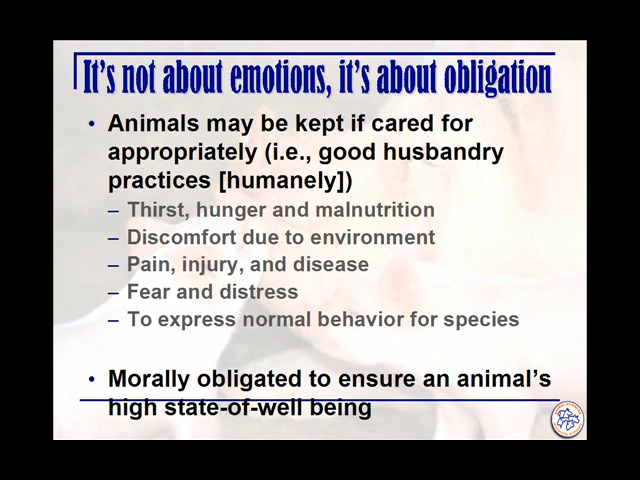 It's not about emotions, it's about obligation
• Animals may be kept if cared for
appropriately (i.e., good husbandry
practices [humanely])
– Thirst, hunger and malnutrition
– Discomfort due to environment
– Pain, injury, and disease
– Fear and distress
– To express normal behavior for species
• Morally obligated to ensure an animal's
high state-of-well being